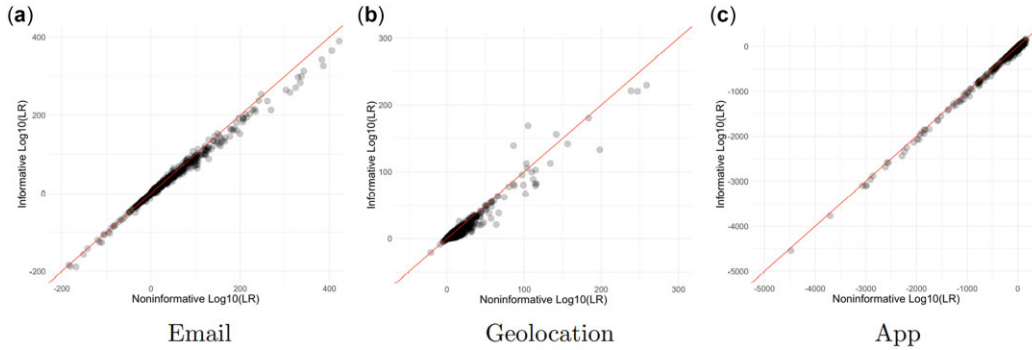 (a)
400
200
0
-200
Informative Log10(LR)
-200 0 200 400
Noninformative Log10(LR)
Email
(b)
300
200
100
0
Informative Log10(LR)
0 100 200 300
Noninformative Log10(LR)
Geolocation
(c)
0
-1000
-2000
-3000
-4000
-5000
Informative Log10(LR)
-5000 -4000 -3000 -2000 -1000 0
Noninformative Log10(LR)
App